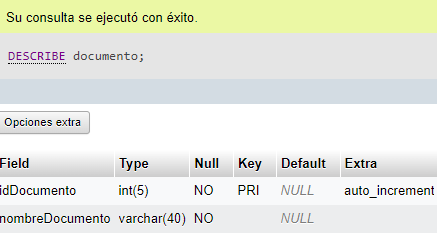 Su consulta se ejecutó con éxito.
DESCRIBE documento;
Opciones extra
Field Type Null Key Default Extra
idDocumento int(5) NO PRI NULL auto_increment
nombreDocumento varchar(40) NO NULL